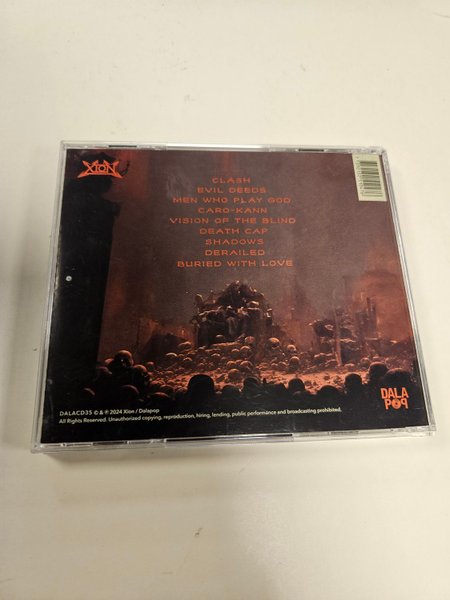 XION
CLASH
EVIL DEEDS
MEN WHO PLAY GOD
CARO-KANN
VISION OF THE BLIND
DEATH CAP
SHADOWS
DERAILED
BURIED WITH LOVE
DALA
POP
DALACD35 © & ℗ 2024 Xion / Dalapop
All Rights Reserved. Unauthorized copying, reproduction, hiring, lending, public performance and broadcasting prohibited.